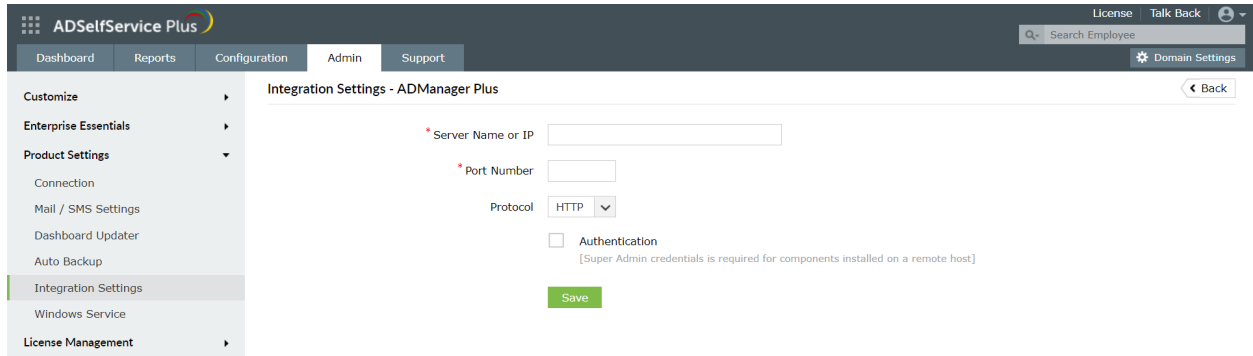 License Talk Back
ADSelfService Plus
Search Employee
Dashboard Reports Configuration Admin Support
Domain Settings
Customize
Enterprise Essentials
Product Settings
Connection
Mail / SMS Settings
Dashboard Updater
Auto Backup
Integration Settings
Windows Service
License Management
Integration Settings - ADManager Plus
Back
* Server Name or IP
* Port Number
Protocol HTTP
Authentication
[Super Admin credentials is required for components installed on a remote host]
Save